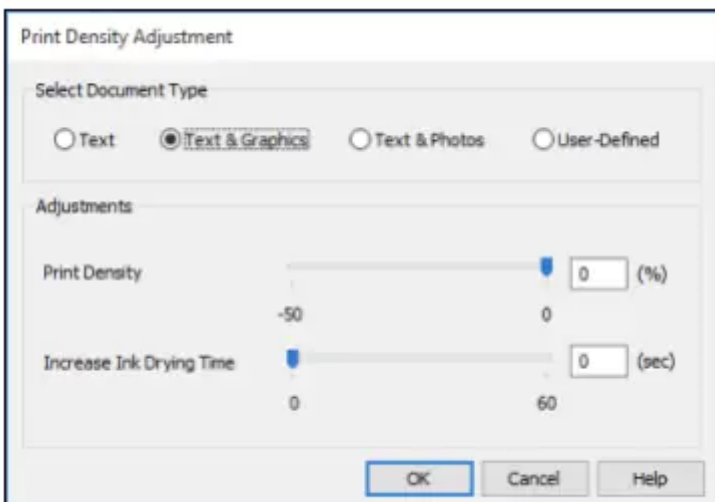 Print Density Adjustment
Select Document Type
Text Text & Graphics Text & Photos User-Defined
Adjustments
Print Density 0 (%)
-50 0
Increase Ink Drying Time 0 (sec)
0 60
OK Cancel Help